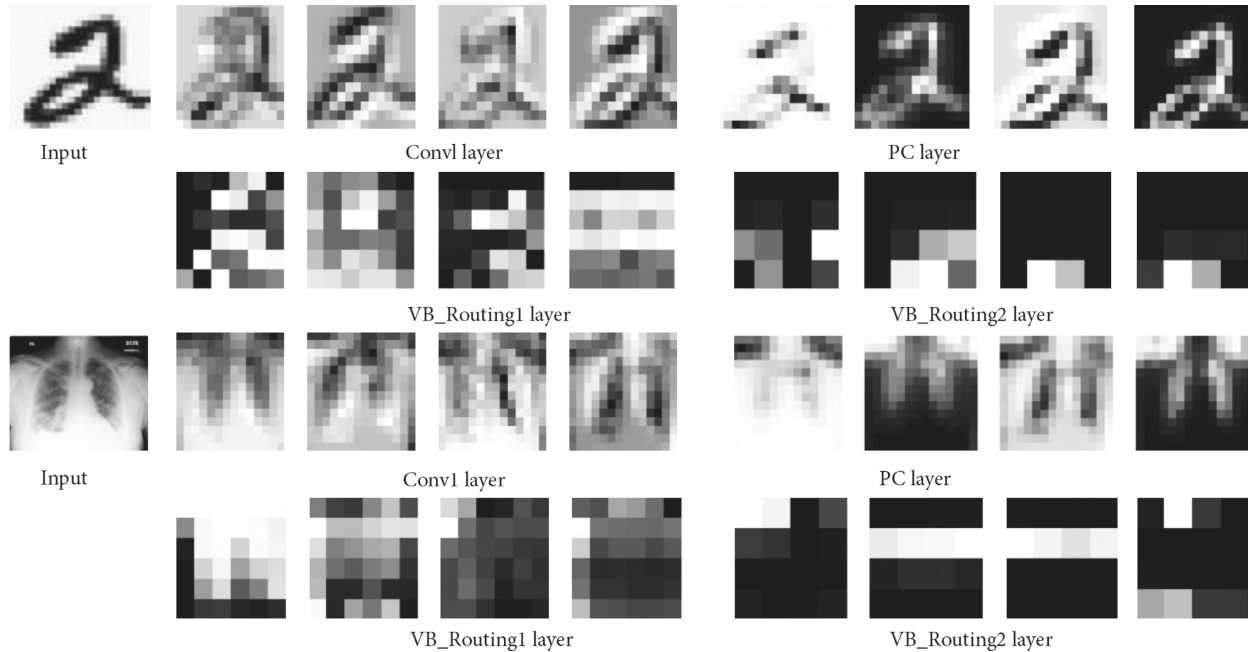 Input
Convl layer
PC layer
VB_Routing1 layer
VB_Routing2 layer
Input
Conv1 layer
PC layer
VB_Routing1 layer
VB_Routing2 layer